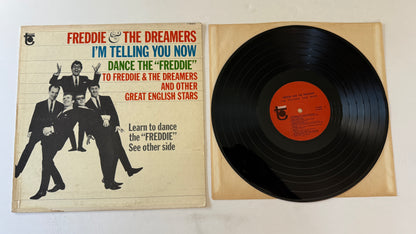 FREDDIE & THE DREAMERS
I'M TELLING YOU NOW
DANCE THE "FREDDIE"
TO FREDDIE & THE DREAMERS
AND OTHER
GREAT ENGLISH STARS
Learn to dance
the "FREDDIE"
See other side